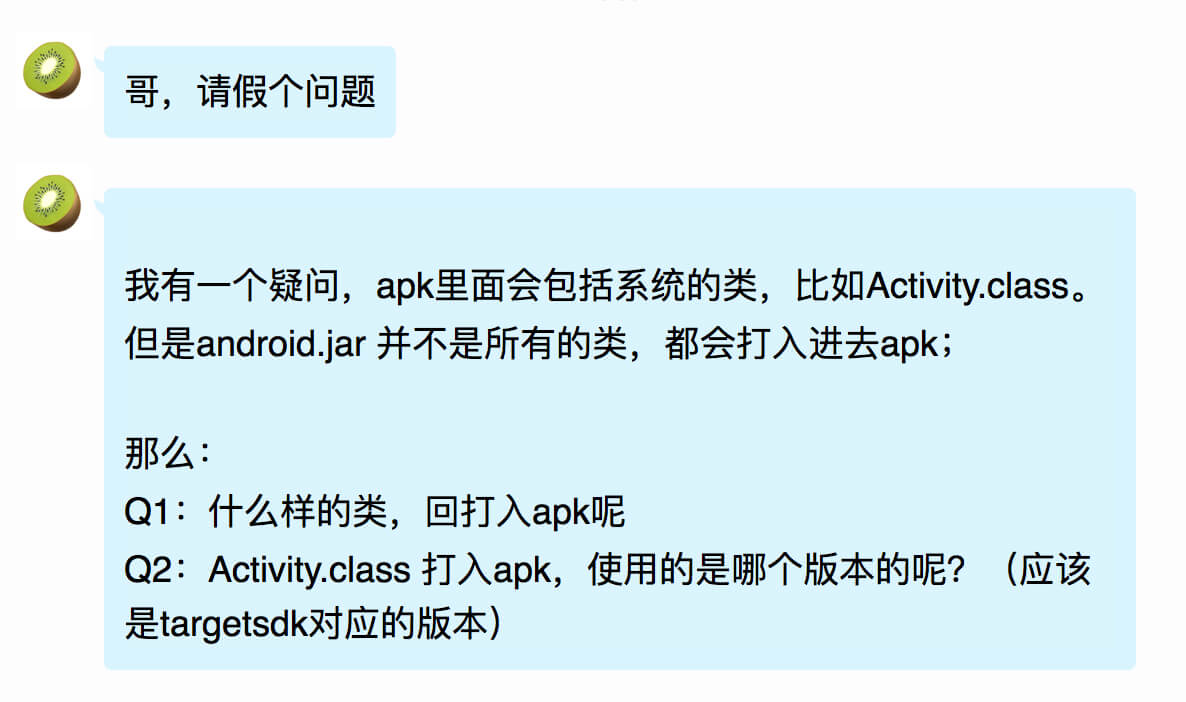 哥，请假个问题
我有一个疑问，apk里面会包括系统的类，比如Activity.class。
但是android.jar 并不是所有的类，都会打入进去apk；
那么：
Q1：什么样的类，回打入apk呢
Q2：Activity.class 打入apk，使用的是哪个版本的呢？（应该
是targetsdk对应的版本）